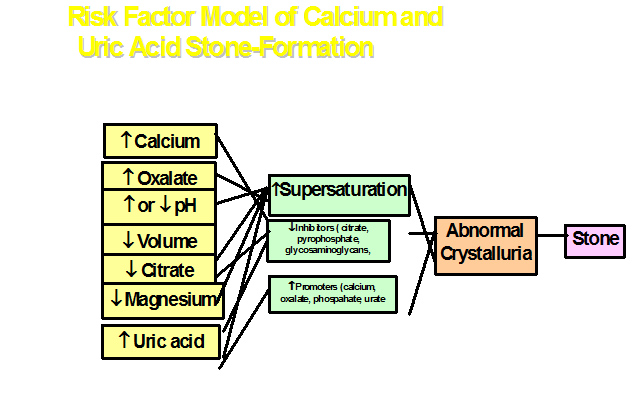 Risk Factor Model of Calcium and
Uric Acid Stone-Formation
↑ Calcium
↑ Oxalate
↑ or ↓ pH
↓ Volume
↓ Citrate
↓ Magnesium
↑ Uric acid
↑Supersaturation
↓Inhibitors ( citrate,
pyrophosphate,
glycosaminoglycans,
↑Promoters (calcium,
oxalate, phospahate, urate
Abnormal
Crystalluria
Stone